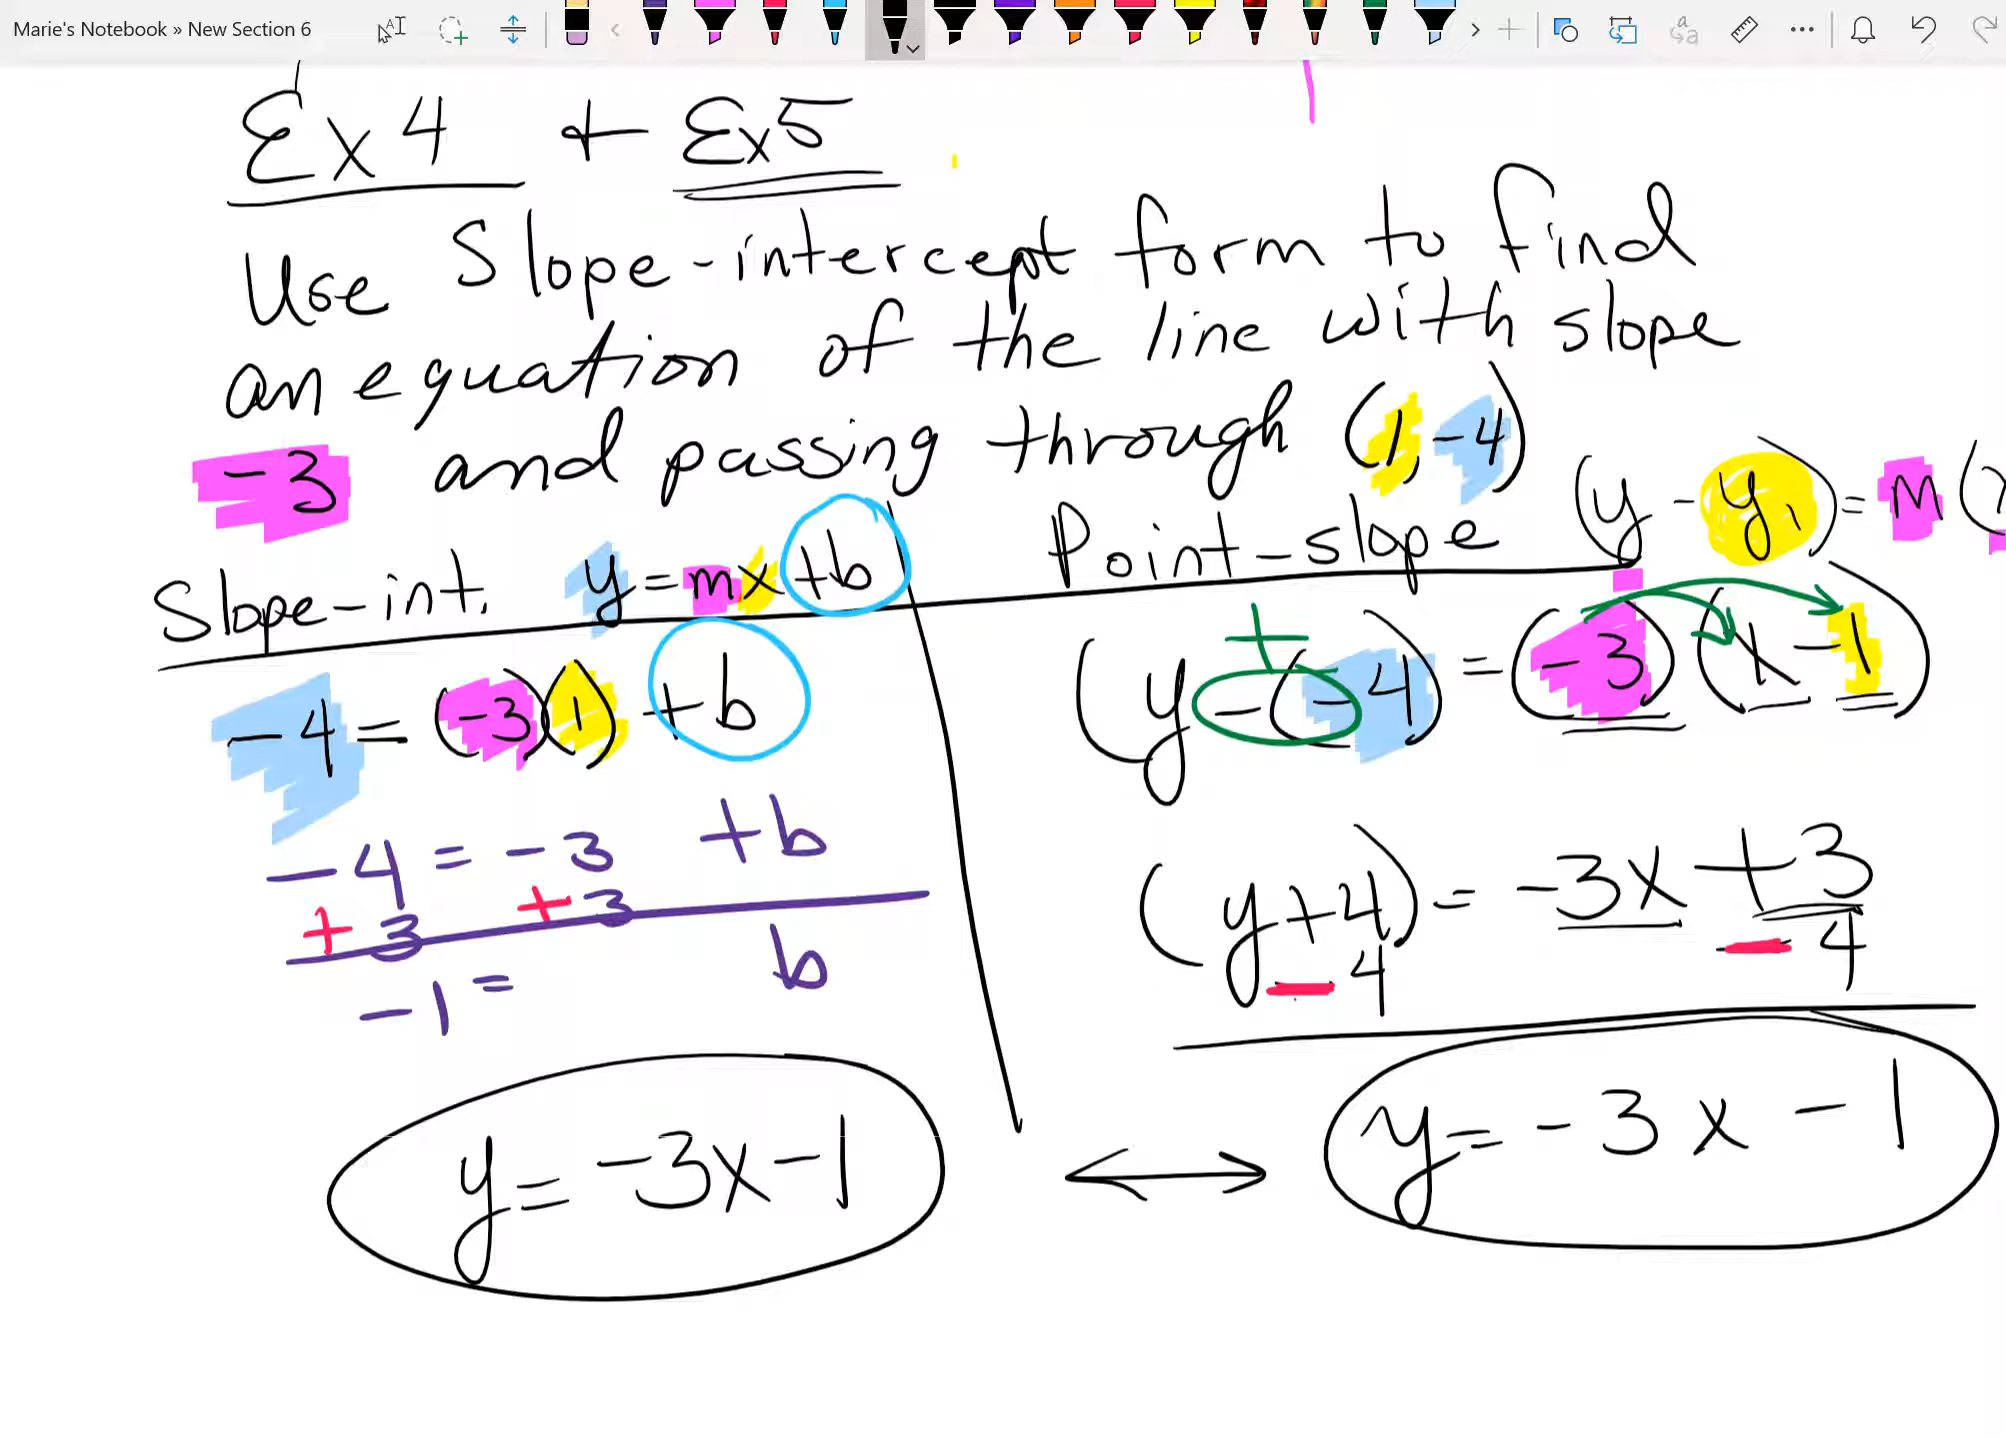 Marie's Notebook » New Section 6
Ex 4 + Ex5
Use Slope-intercept form to find
an equation of the line with slope
-3 and passing through (1, -4)
Slope-int. y = mx + b
-4 = (-3)(1) + b
-4 = -3 + b
+ 3 + 3
-1 = b
y = -3x - 1
Point-slope (y - y₁) = m (
+
(y - (-4)) = (-3) (x - 1)
(y + 4) = -3x + 3
- 4 - 4
y = -3x - 1